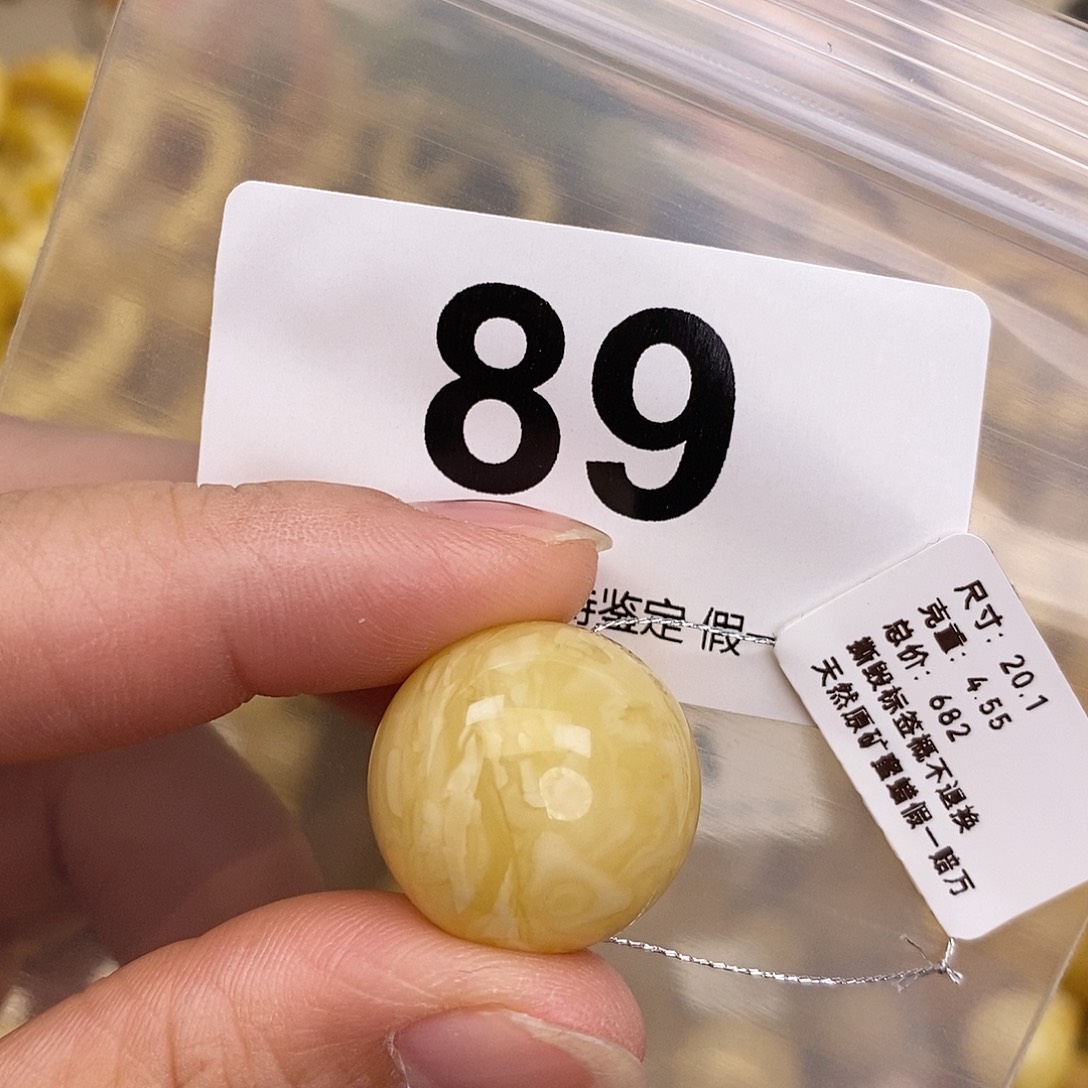 89
鉴定 假一
尺寸: 20.1
克重: 4.55
总价: 682
撕毁标签概不退换
天然原矿蜜蜡假一赔万